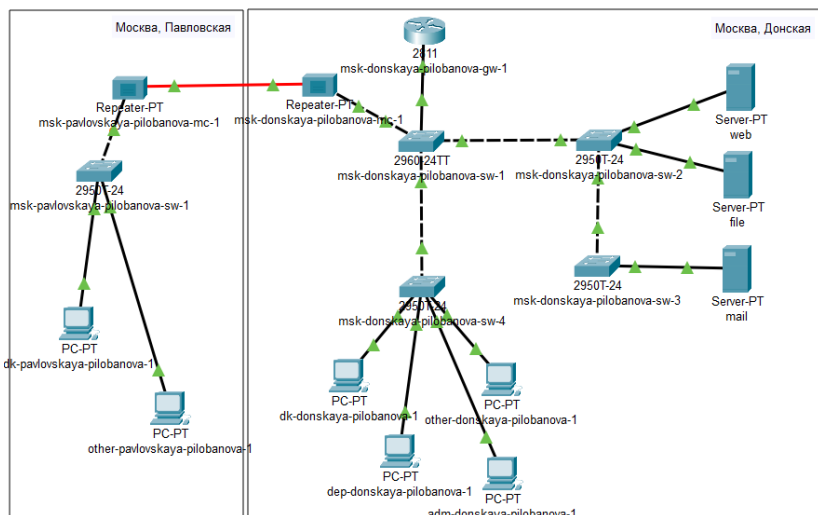 Москва, Павловская
Москва, Донская
2811
msk-donskaya-pilobanova-gw-1
Repeater-PT
msk-pavlovskaya-pilobanova-mc-1
Repeater-PT
msk-donskaya-pilobanova-mc-1
Server-PT
web
2960-24TT
msk-donskaya-pilobanova-sw-1
2950T-24
msk-donskaya-pilobanova-sw-2
2950T-24
msk-pavlovskaya-pilobanova-sw-1
Server-PT
file
2950T-24
msk-donskaya-pilobanova-sw-3
Server-PT
mail
2950T-24
msk-donskaya-pilobanova-sw-4
PC-PT
dk-pavlovskaya-pilobanova-1
PC-PT
other-pavlovskaya-pilobanova-1
PC-PT
dk-donskaya-pilobanova-1
PC-PT
other-donskaya-pilobanova-1
PC-PT
dep-donskaya-pilobanova-1
PC-PT
adm-donskaya-pilobanova-1